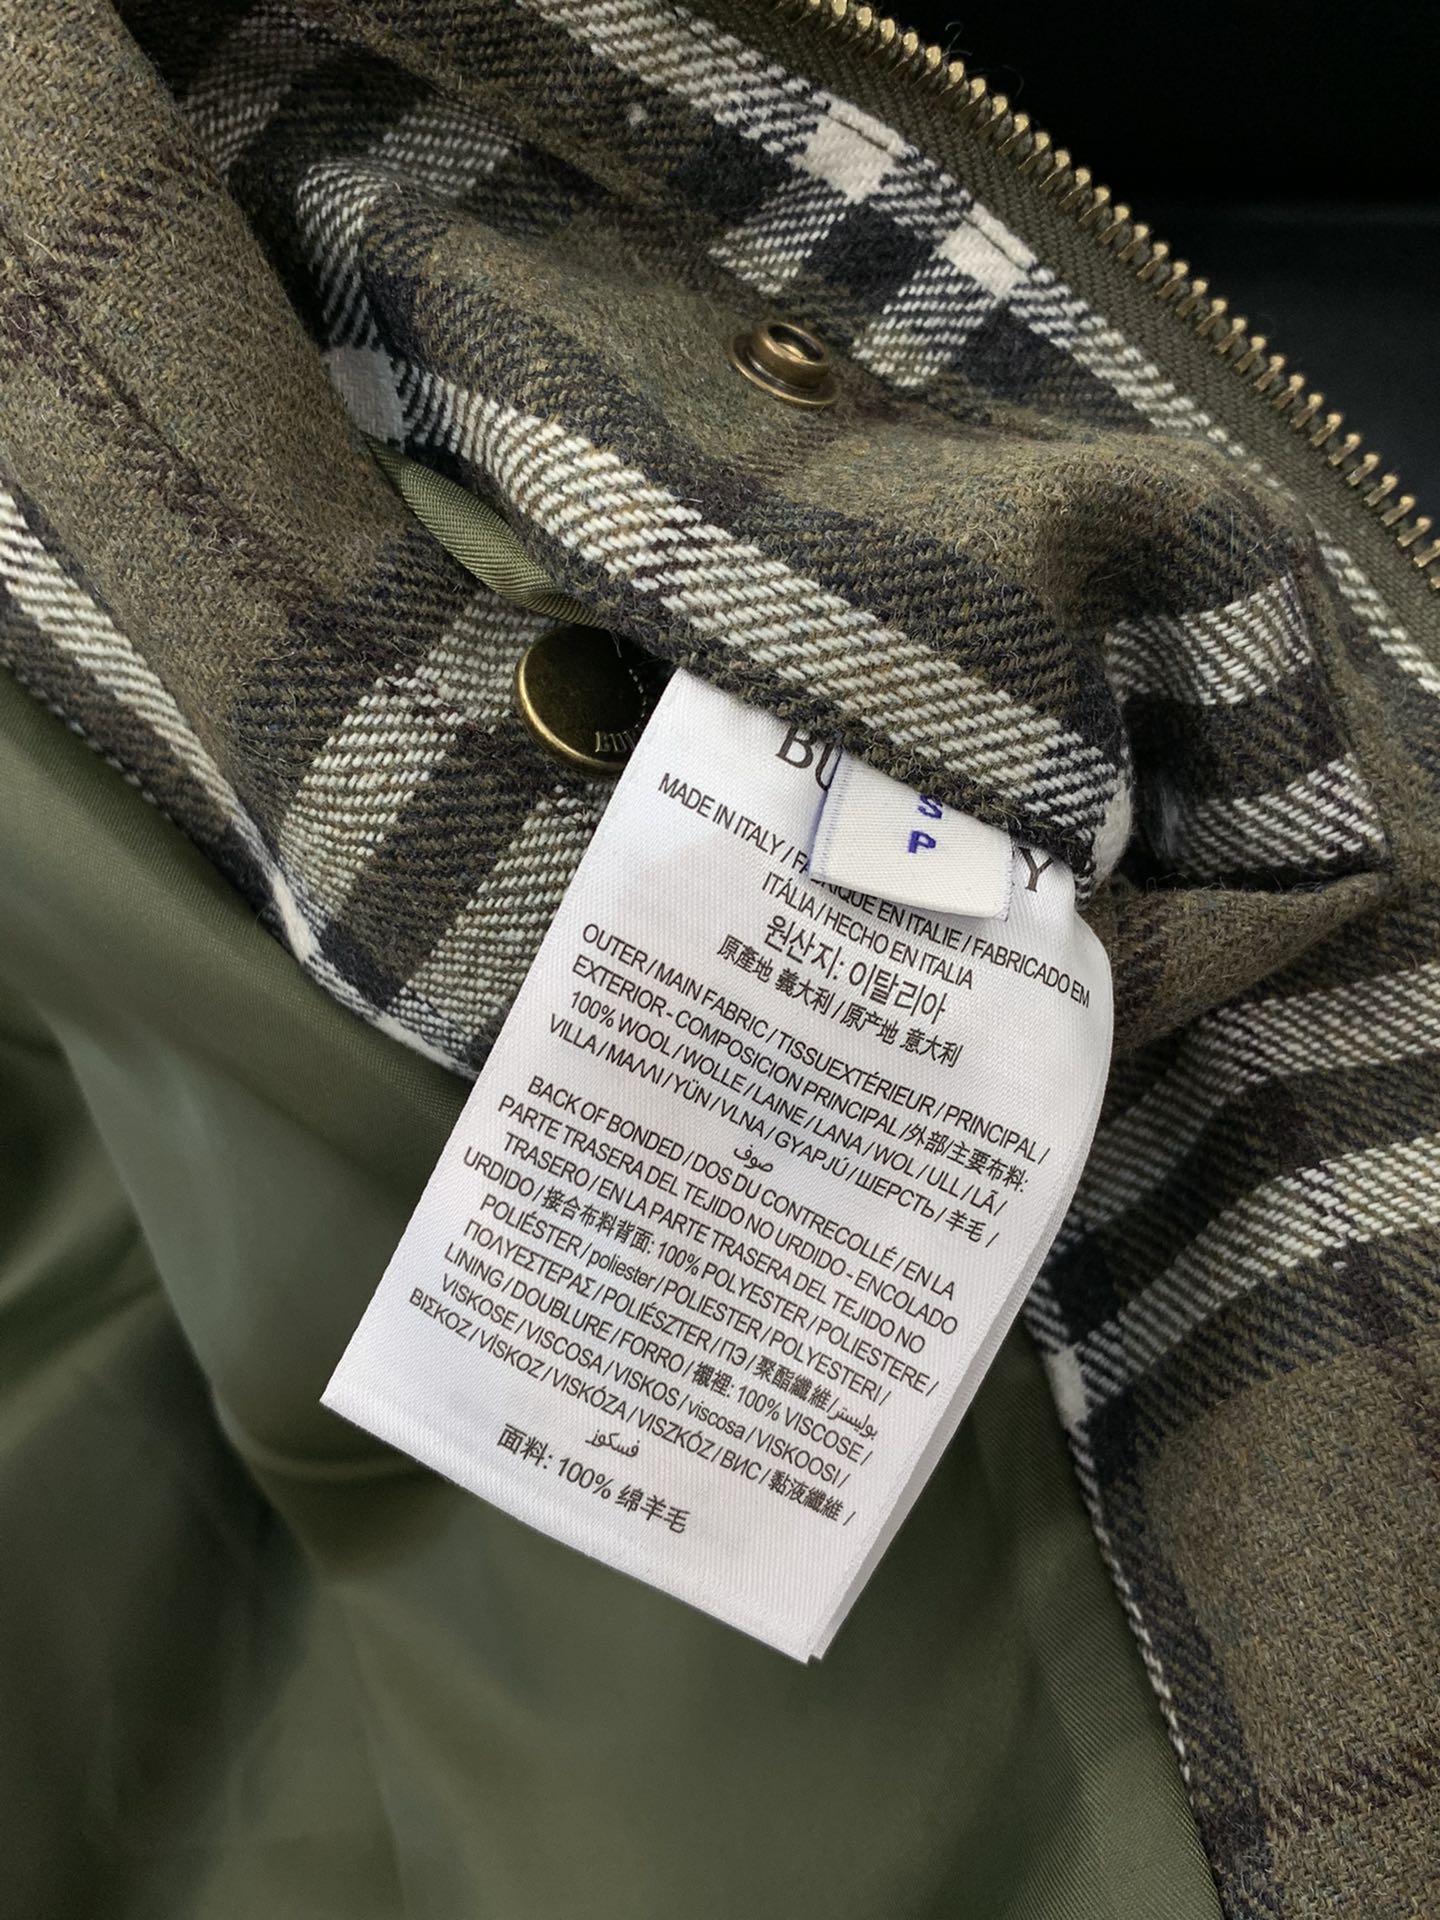 BU
Y
S
P
MADE IN ITALY / FABRIQUE EN ITALIE / FABRICADO EM
ITÁLIA / HECHO EN ITALIA
원산지: 이탈리아
原產地 義大利 / 原产地 意大利
OUTER / MAIN FABRIC / TISSUEXTÉRIEUR / PRINCIPAL /
EXTERIOR - COMPOSICION PRINCIPAL / 外部/主要布料:
100% WOOL / WOLLE / LAINE / LANA / WOL / ULL / LÃ /
VILLA / ΜΑΛΛΙ / YÜN / VLNA / GYAPJÚ / ШЕРСТЬ / 羊毛 /
صوف
BACK OF BONDED / DOS DU CONTRECOLLÉ / EN LA
PARTE TRASERA DEL TEJIDO NO URDIDO - ENCOLADO
TRASERO / EN LA PARTE TRASERA DEL TEJIDO NO
URDIDO / 接合布料背面: 100% POLYESTER / POLIESTERE /
POLIÉSTER / poliester / POLIESTER / POLYESTERI /
ΠΟΛΥΕΣΤΕΡΑΣ / POLIÉSZTER / ПЭ / 聚酯纖維 / بوليستر
LINING / DOUBLURE / FORRO / 襯裡: 100% VISCOSE /
VISKOSE / VISCOSA / VISKOS / viscosa / VISKOOSI /
ΒΙΣΚΟΖ / VİSKOZ / VISKÓZA / VISZKÓZ / ВИС / 黏液纖維 /
فسكوز
面料: 100% 绵羊毛